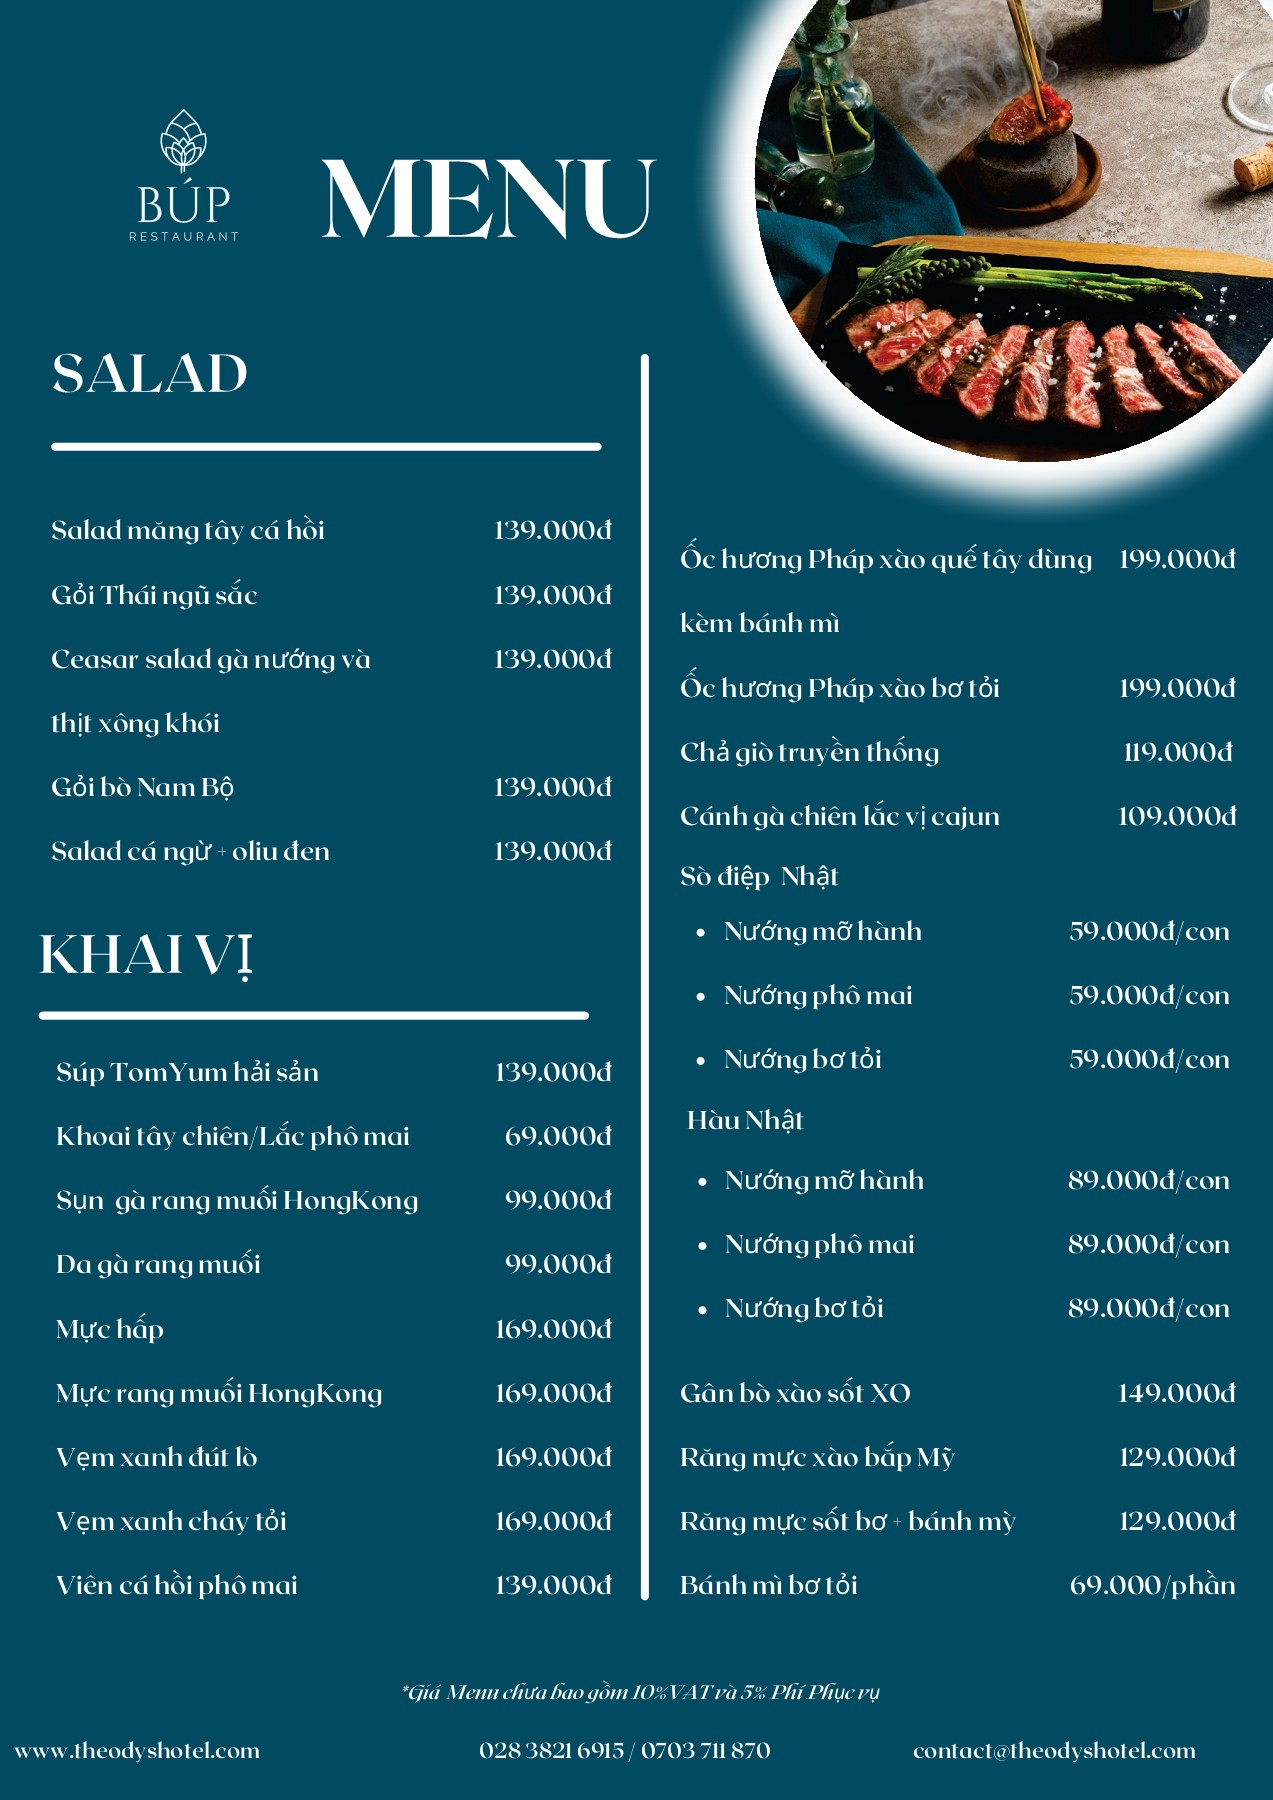 BÚP
RESTAURANT
MENU
SALAD
Salad măng tây cá hồi 139.000đ
Gỏi Thái ngũ sắc 139.000đ
Ceasar salad gà nướng và 139.000đ
thịt xông khói
Gỏi bò Nam Bộ 139.000đ
Salad cá ngừ + oliu đen 139.000đ
KHAI VỊ
Súp TomYum hải sản 139.000đ
Khoai tây chiên/Lắc phô mai 69.000đ
Sụn gà rang muối HongKong 99.000đ
Da gà rang muối 99.000đ
Mực hấp 169.000đ
Mực rang muối HongKong 169.000đ
Vẹm xanh đút lò 169.000đ
Vẹm xanh cháy tỏi 169.000đ
Viên cá hồi phô mai 139.000đ
Ốc hương Pháp xào quế tây dùng 199.000đ
kèm bánh mì
Ốc hương Pháp xào bơ tỏi 199.000đ
Chả giò truyền thống 119.000đ
Cánh gà chiên lắc vị cajun 109.000đ
Sò điệp Nhật
• Nướng mỡ hành 59.000đ/con
• Nướng phô mai 59.000đ/con
• Nướng bơ tỏi 59.000đ/con
Hàu Nhật
• Nướng mỡ hành 89.000đ/con
• Nướng phô mai 89.000đ/con
• Nướng bơ tỏi 89.000đ/con
Gân bò xào sốt XO 149.000đ
Răng mực xào bắp Mỹ 129.000đ
Răng mực sốt bơ + bánh mỳ 129.000đ
Bánh mì bơ tỏi 69.000/phần
*Giá Menu chưa bao gồm 10%VAT và 5% Phí Phục vụ
www.theodyshotel.com 028 3821 6915 / 0703 711 870 contact@theodyshotel.com